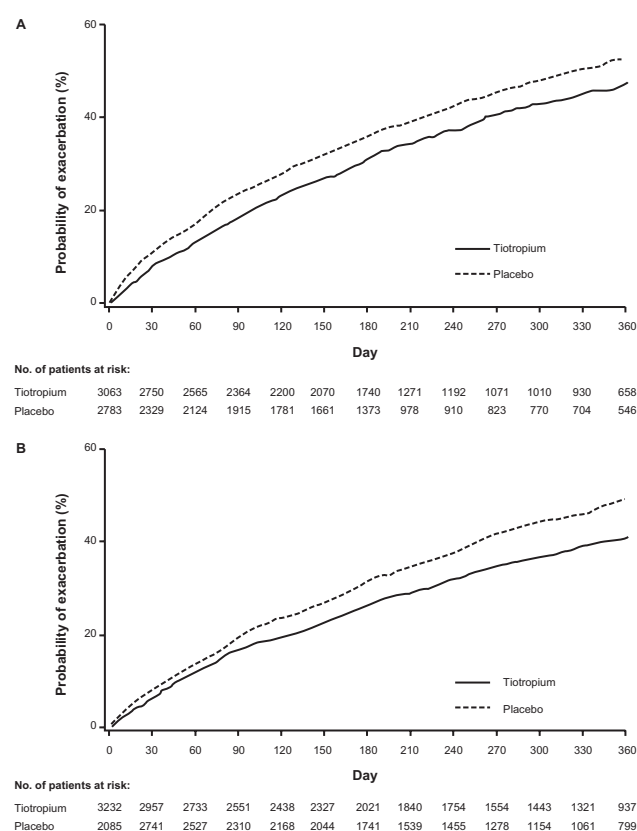 A
60
40
20
0
Probability of exacerbation (%)
Tiotropium
Placebo
0 30 60 90 120 150 180 210 240 270 300 330 360
Day
No. of patients at risk:
Tiotropium 3063 2750 2565 2364 2200 2070 1740 1271 1192 1071 1010 930 658
Placebo 2783 2329 2124 1915 1781 1661 1373 978 910 823 770 704 546
B
60
40
20
0
Probability of exacerbation (%)
Tiotropium
Placebo
0 30 60 90 120 150 180 210 240 270 300 330 360
Day
No. of patients at risk:
Tiotropium 3232 2957 2733 2551 2438 2327 2021 1840 1754 1554 1443 1321 937
Placebo 2085 2741 2527 2310 2168 2044 1741 1539 1455 1278 1154 1061 799